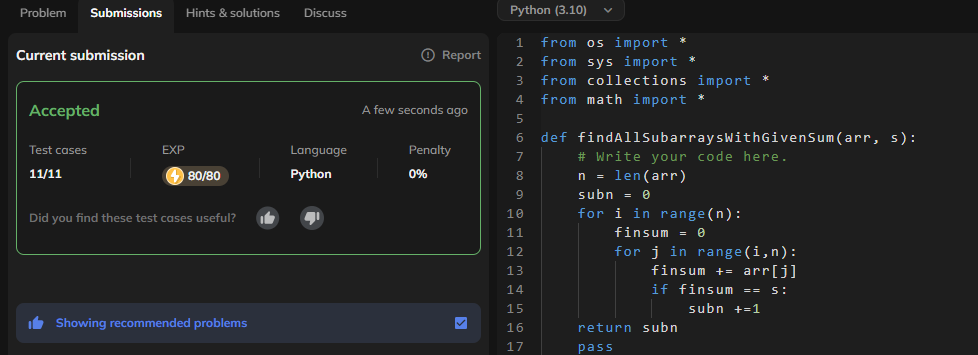 Problem Submissions Hints & solutions Discuss
Current submission Report
Accepted A few seconds ago
Test cases EXP Language Penalty
11/11 80/80 Python 0%
Did you find these test cases useful?
Showing recommended problems
Python (3.10)
1 from os import *
2 from sys import *
3 from collections import *
4 from math import *
5
6 def findAllSubarraysWithGivenSum(arr, s):
7 # Write your code here.
8 n = len(arr)
9 subn = 0
10 for i in range(n):
11 finsum = 0
12 for j in range(i,n):
13 finsum += arr[j]
14 if finsum == s:
15 subn +=1
16 return subn
17 pass